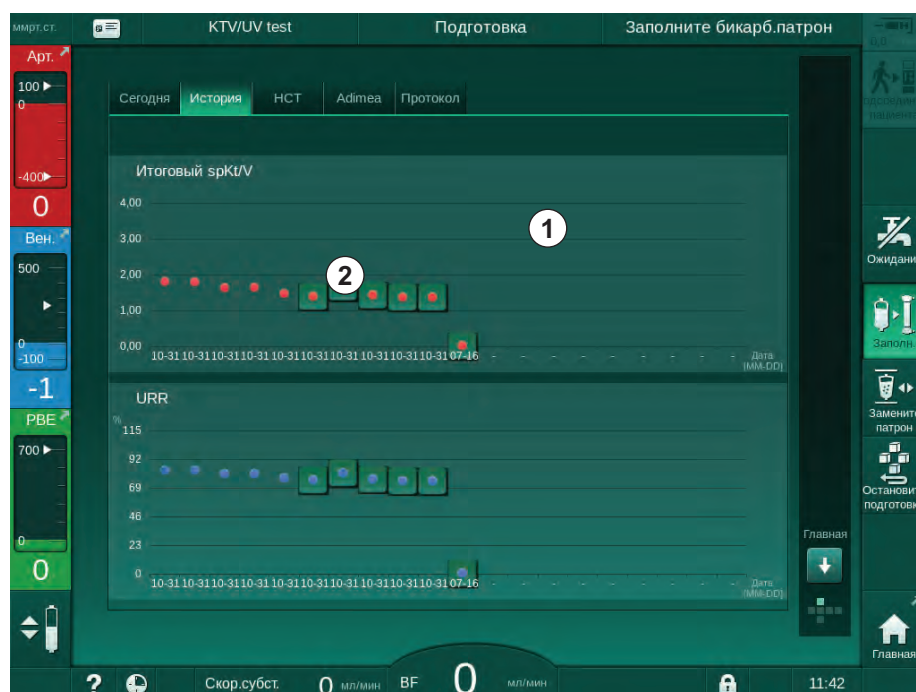 ммрт.ст.
KTV/UV test
Подготовка
Заполните бикарб.патрон
Арт.
100
0
-400
0
Вен.
500
0
-100
-1
PBE
700
0
0
Сегодня История HCT Adimea Протокол
Итоговый spKt/V
4,00
1
3,00
2,00
2
1,00
0,00
10-31 10-31 10-31 10-31 10-31 10-31 10-31 10-31 10-31 10-31 07-16 - - - - - - - - - Дата
[MM-DD]
URR
%
115
92
69
46
23
0
10-31 10-31 10-31 10-31 10-31 10-31 10-31 10-31 10-31 10-31 07-16 - - - - - - - - - Дата
[MM-DD]
Главная
Ожидани
Заполн
Замените
патрон
Останови
подготовк
Главная
? Скор.субст. 0 мл/мин BF 0 мл/мин 11:42